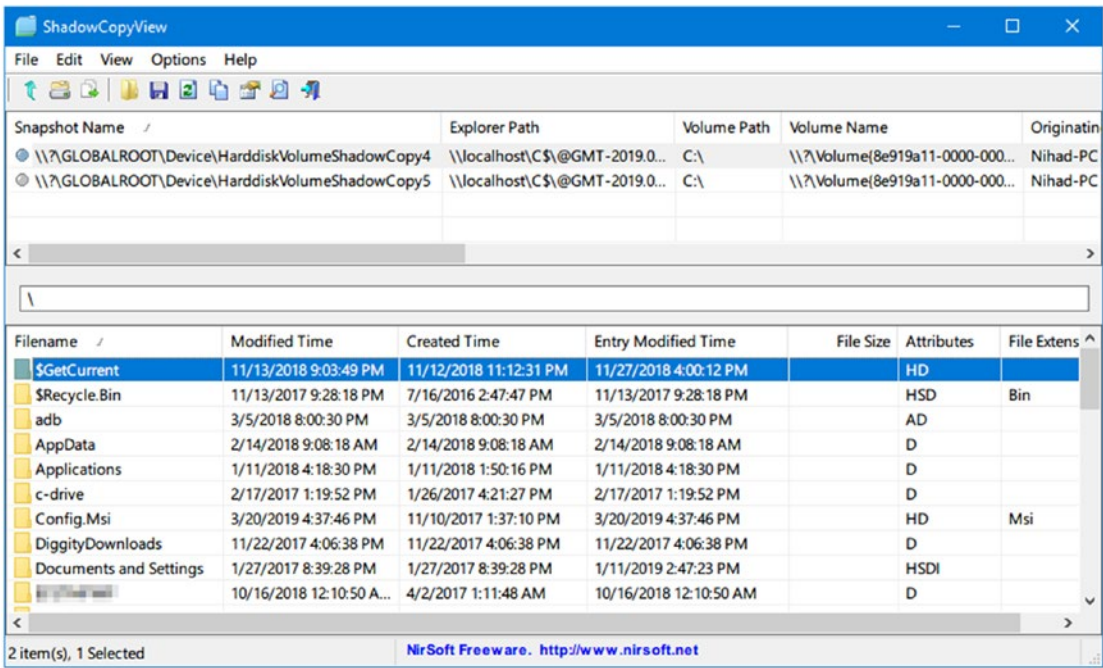 ShadowCopyView
File Edit View Options Help
Snapshot Name Explorer Path Volume Path Volume Name Originatin
\\?\GLOBALROOT\Device\HarddiskVolumeShadowCopy4 \\localhost\C$\@GMT-2019.0... C:\ \\?\Volume{8e919a11-0000-000... Nihad-PC
\\?\GLOBALROOT\Device\HarddiskVolumeShadowCopy5 \\localhost\C$\@GMT-2019.0... C:\ \\?\Volume{8e919a11-0000-000... Nihad-PC
\
Filename Modified Time Created Time Entry Modified Time File Size Attributes File Extens
$GetCurrent 11/13/2018 9:03:49 PM 11/12/2018 11:12:31 PM 11/27/2018 4:00:12 PM HD
$Recycle.Bin 11/13/2017 9:28:18 PM 7/16/2016 2:47:47 PM 11/13/2017 9:28:18 PM HSD Bin
adb 3/5/2018 8:00:30 PM 3/5/2018 8:00:30 PM 3/5/2018 8:00:30 PM AD
AppData 2/14/2018 9:08:18 AM 2/14/2018 9:08:18 AM 2/14/2018 9:08:18 AM D
Applications 1/11/2018 4:18:30 PM 1/11/2018 1:50:16 PM 1/11/2018 4:18:30 PM D
c-drive 2/17/2017 1:19:52 PM 1/26/2017 4:21:27 PM 2/17/2017 1:19:52 PM D
Config.Msi 3/20/2019 4:37:46 PM 11/10/2017 1:37:10 PM 3/20/2019 4:37:46 PM HD Msi
DiggityDownloads 11/22/2017 4:06:38 PM 11/22/2017 4:06:38 PM 11/22/2017 4:06:38 PM D
Documents and Settings 1/27/2017 8:39:28 PM 1/27/2017 8:39:28 PM 1/11/2019 2:47:23 PM HSDI
10/16/2018 12:10:50 A... 4/2/2017 1:11:48 AM 10/16/2018 12:10:50 AM D
2 item(s), 1 Selected NirSoft Freeware. http://www.nirsoft.net